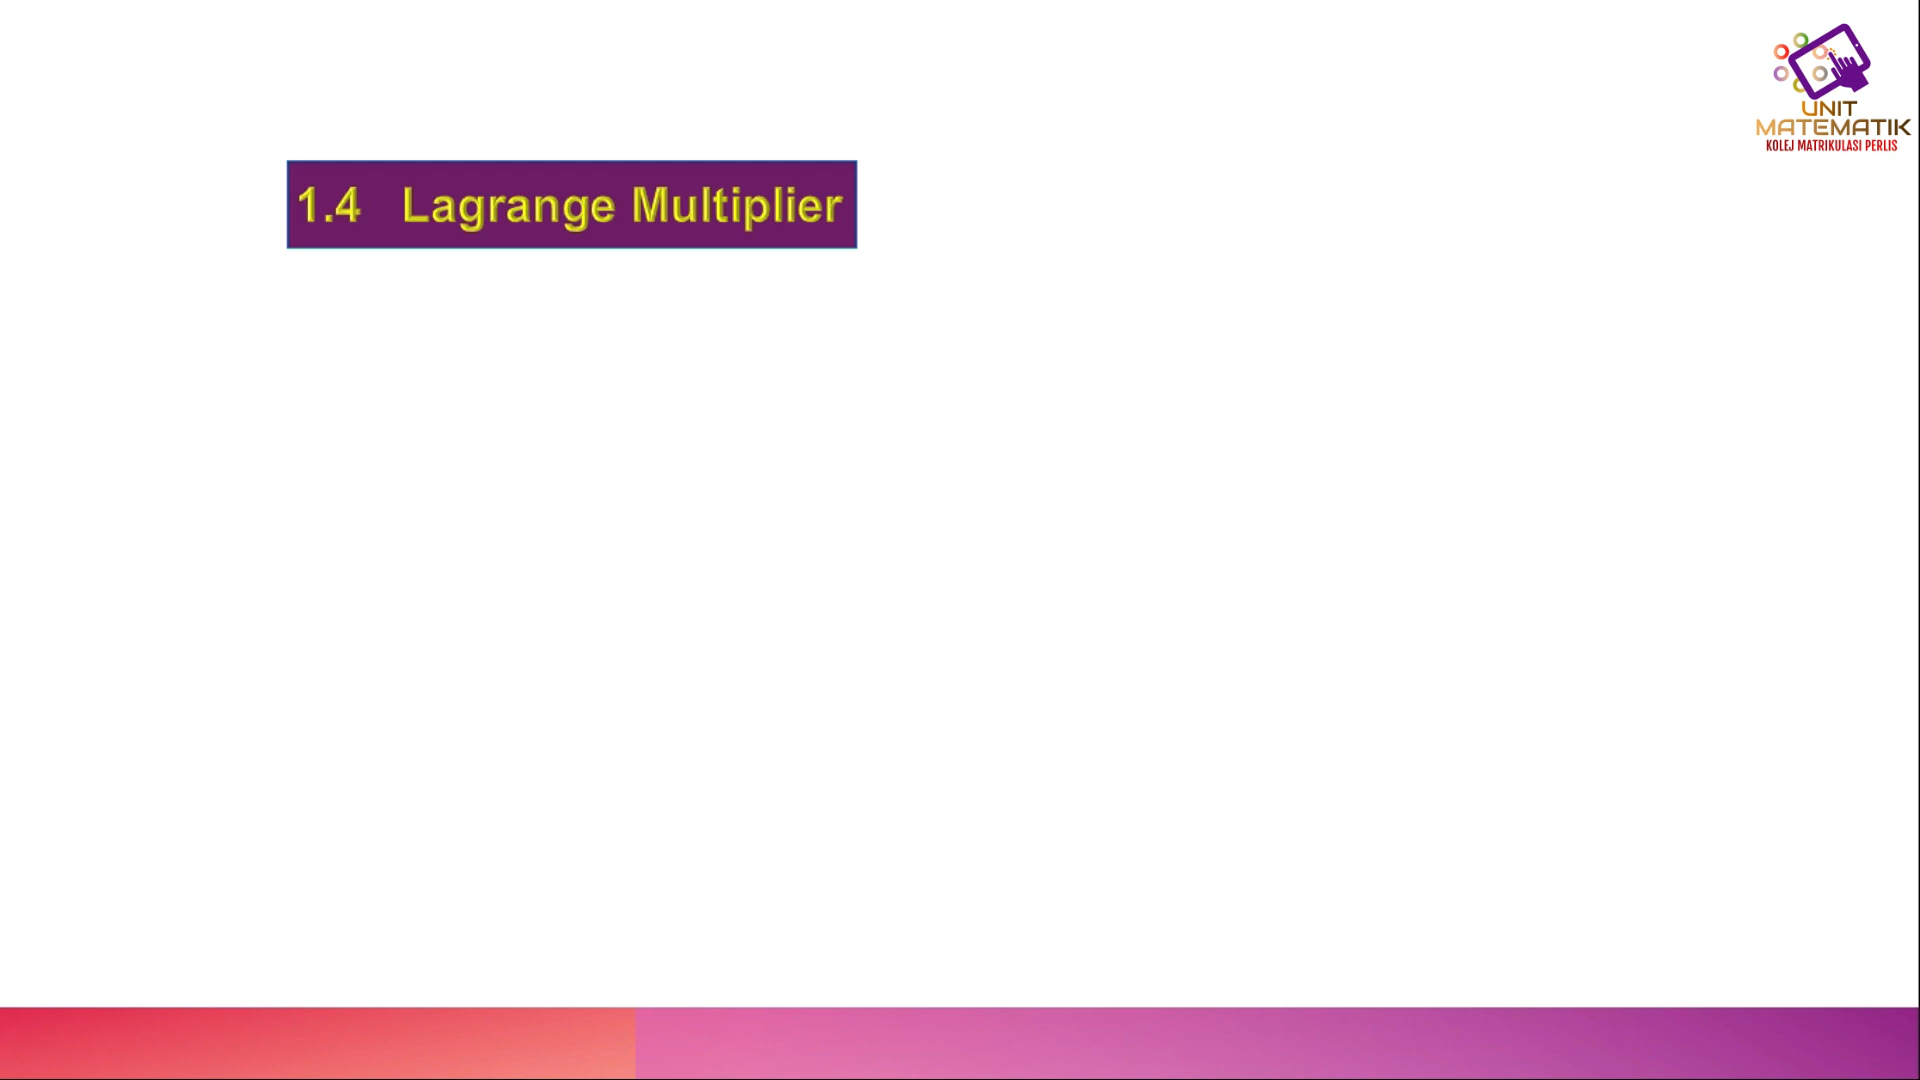 UNIT
MATEMATIK
KOLEJ MATRIKULASI PERLIS
1.4 Lagrange Multiplier